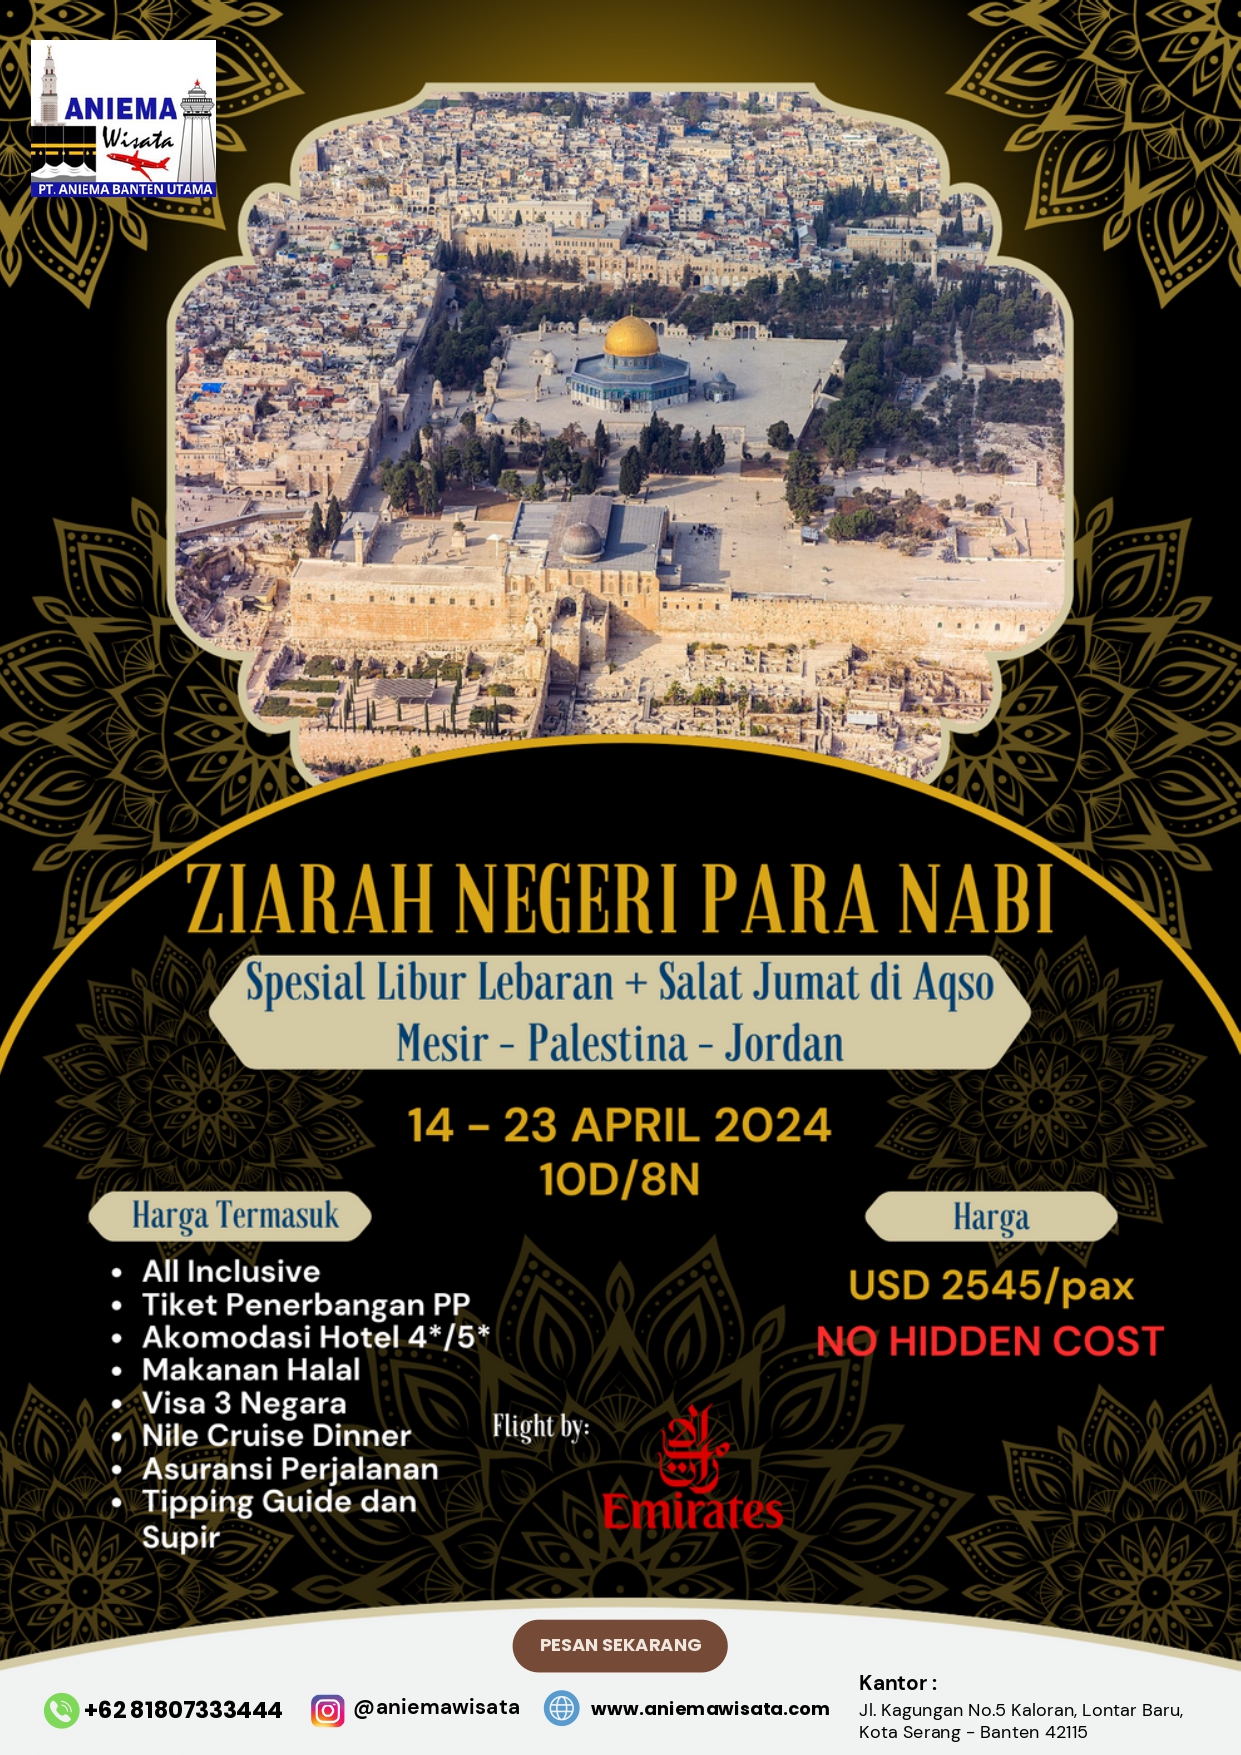 ANIEMA
Wisata
PT. ANIEMA BANTEN UTAMA
ZIARAH NEGERI PARA NABI
Spesial Libur Lebaran + Salat Jumat di Aqso
Mesir - Palestina - Jordan
14 - 23 APRIL 2024
10D/8N
Harga Termasuk
• All Inclusive
• Tiket Penerbangan PP
• Akomodasi Hotel 4*/5*
• Makanan Halal
• Visa 3 Negara
• Nile Cruise Dinner
• Asuransi Perjalanan
• Tipping Guide dan
Supir
Harga
USD 2545/pax
NO HIDDEN COST
Flight by:
Emirates
PESAN SEKARANG
+62 81807333444
@aniemawisata
www.aniemawisata.com
Kantor :
Jl. Kagungan No.5 Kaloran, Lontar Baru,
Kota Serang - Banten 42115